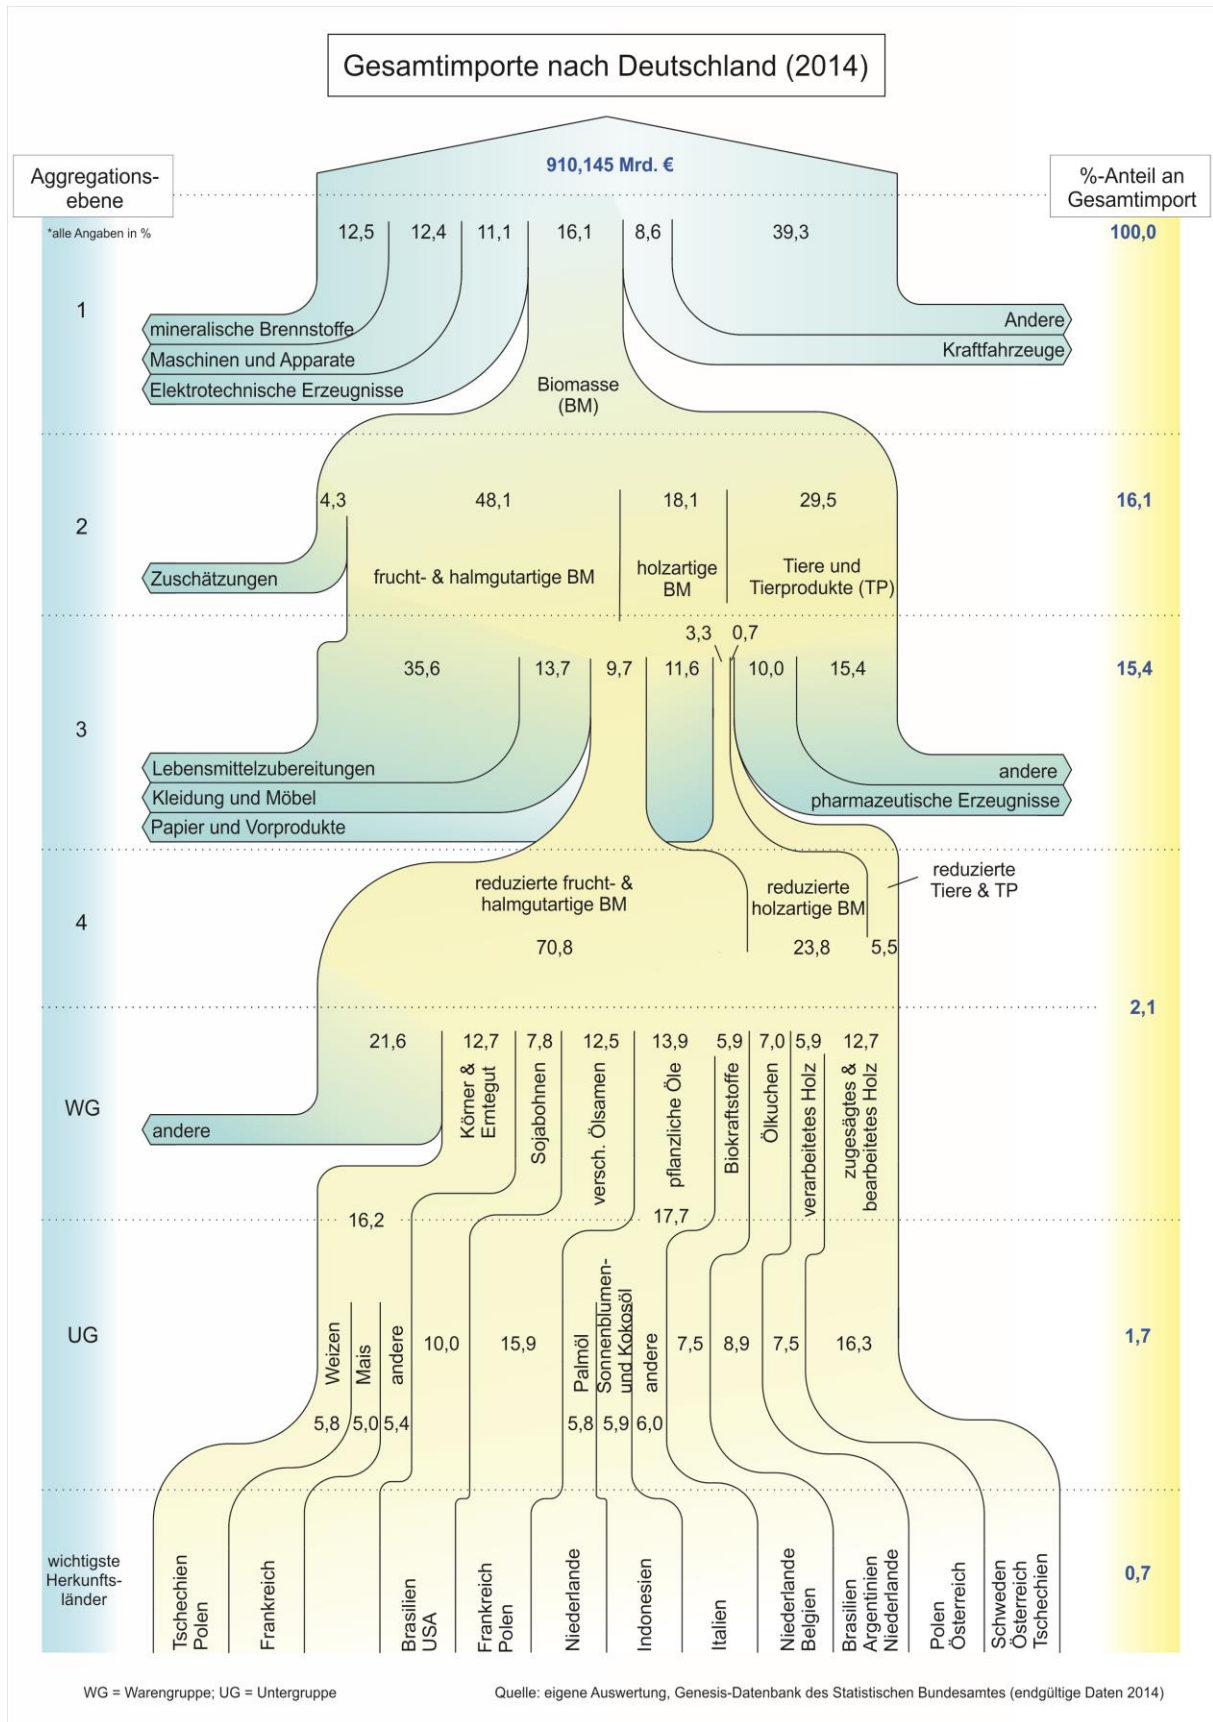 Gesamtimporte nach Deutschland (2014)
910,145 Mrd. €
Aggregations-
ebene
%-Anteil an
Gesamtimport
*alle Angaben in %
12,5
12,4
11,1
16,1
8,6
39,3
100,0
1
mineralische Brennstoffe
Maschinen und Apparate
Elektrotechnische Erzeugnisse
Andere
Kraftfahrzeuge
Biomasse
(BM)
4,3
48,1
18,1
29,5
16,1
2
Zuschätzungen
frucht- & halmgutartige BM
holzartige
BM
Tiere und
Tierprodukte (TP)
3,3
0,7
35,6
13,7
9,7
11,6
10,0
15,4
15,4
3
Lebensmittelzubereitungen
Kleidung und Möbel
Papier und Vorprodukte
andere
pharmazeutische Erzeugnisse
reduzierte frucht- &
halmgutartige BM
reduzierte
holzartige BM
reduzierte
Tiere & TP
4
70,8
23,8
5,5
2,1
21,6
12,7
7,8
12,5
13,9
5,9
7,0
5,9
12,7
WG
andere
Körner &
Erntegut
Sojabohnen
versch. Ölsamen
pflanzliche Öle
Biokraftstoffe
Ölkuchen
verarbeitetes Holz
zugesägtes &
bearbeitetes Holz
16,2
17,7
UG
Weizen
Mais
andere
10,0
15,9
Palmöl
Sonnenblumen-
und Kokosöl
andere
7,5
8,9
7,5
16,3
1,7
5,8
5,0
5,4
5,8
5,9
6,0
wichtigste
Herkunfts-
länder
Tschechien
Polen
Frankreich
Brasilien
USA
Frankreich
Polen
Niederlande
Indonesien
Italien
Niederlande
Belgien
Brasilien
Argentinien
Niederlande
Polen
Österreich
Schweden
Österreich
Tschechien
0,7
WG = Warengruppe; UG = Untergruppe
Quelle: eigene Auswertung, Genesis-Datenbank des Statistischen Bundesamtes (endgültige Daten 2014)